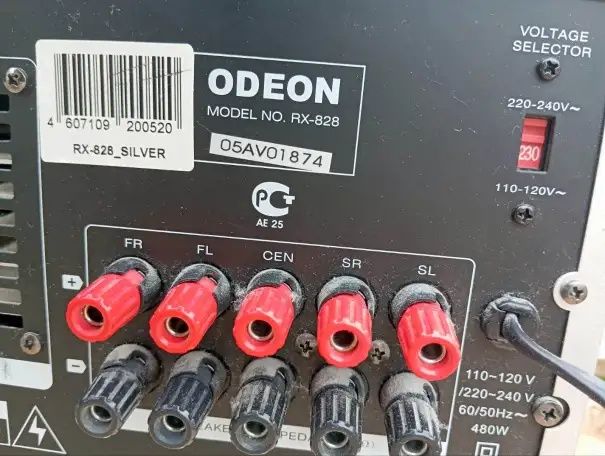 VOLTAGE
SELECTOR
4 607109 200520
RX-828_SILVER
ODEON
MODEL NO. RX-828
05AV01874
220-240V~
230
110-120V~
РСТ
АЕ 25
FR FL CEN SR SL
+
−
110~120 V
/220~240 V
60/50Hz~
480W